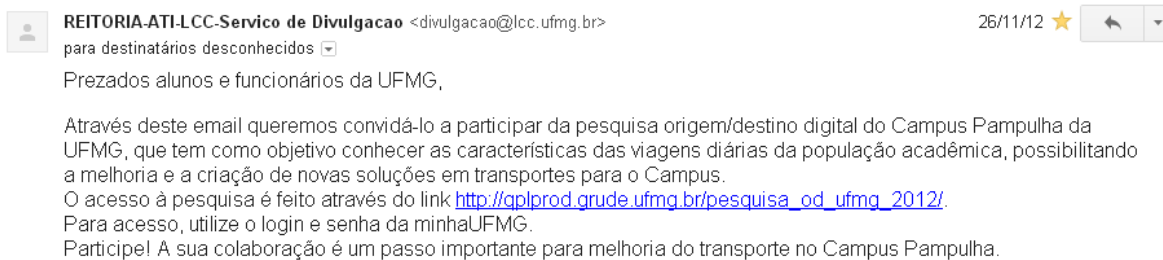 REITORIA-ATI-LCC-Servico de Divulgacao <divulgacao@lcc.ufmg.br> 26/11/12
para destinatários desconhecidos
Prezados alunos e funcionários da UFMG,
Através deste email queremos convidá-lo a participar da pesquisa origem/destino digital do Campus Pampulha da
UFMG, que tem como objetivo conhecer as características das viagens diárias da população acadêmica, possibilitando
a melhoria e a criação de novas soluções em transportes para o Campus.
O acesso à pesquisa é feito através do link http://qplprod.grude.ufmg.br/pesquisa_od_ufmg_2012/.
Para acesso, utilize o login e senha da minhaUFMG.
Participe! A sua colaboração é um passo importante para melhoria do transporte no Campus Pampulha.